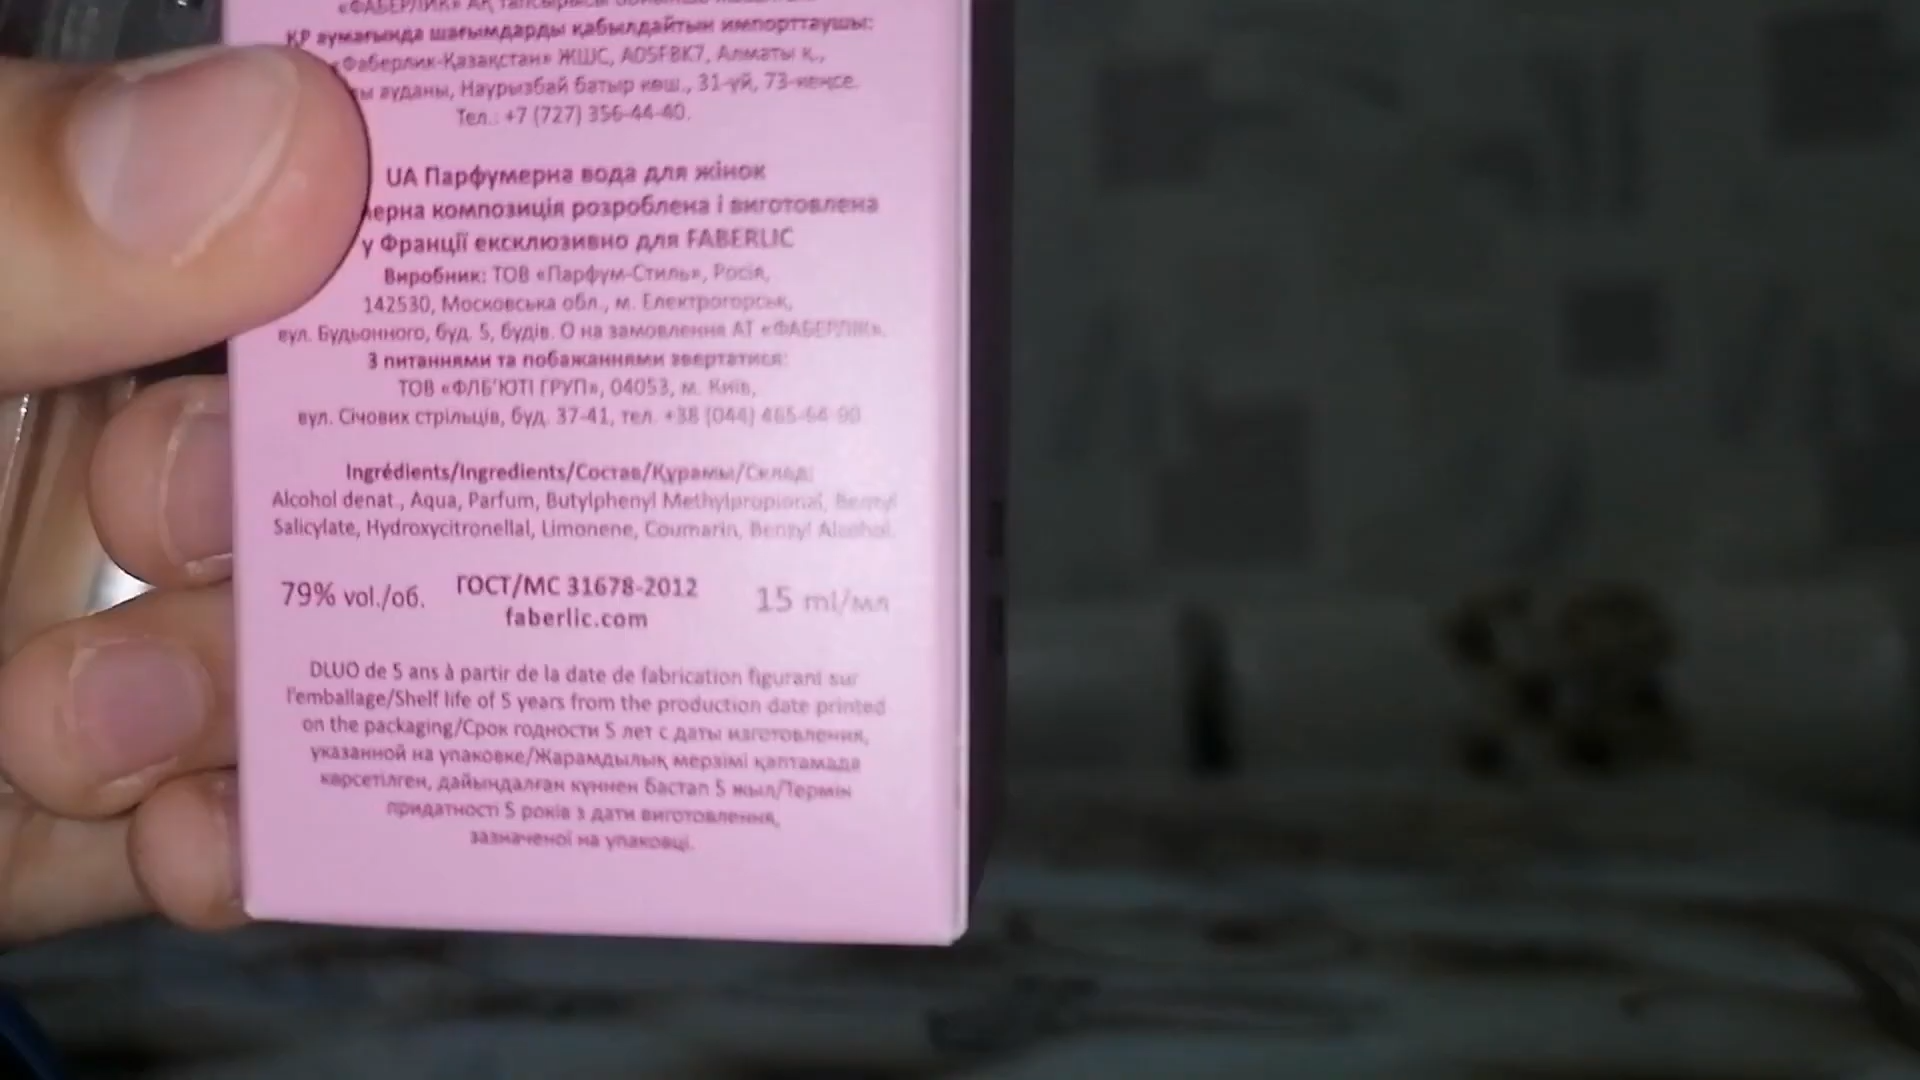 «ФАБЕРЛИК» АҚ
ҚР аумағында шағымдарды қабылдайтын импорттаушы:
«Фаберлик-Қазақстан» ЖШС, A05F8K7, Алматы қ.,
ауданы, Наурызбай батыр көш., 31-үй, 73-кеңсе.
Тел.: +7 (727) 356-44-40.
UA Парфумерна вода для жінок
композиція розроблена і виготовлена
у Франції ексклюзивно для FABERLIC
Виробник: ТОВ «Парфум-Стиль», Росія,
142530, Московська обл., м. Електрогорськ,
вул. Будьонного, буд. 5, будів. О на замовлення АТ «ФАБЕРЛІК».
З питаннями та побажаннями звертатися:
ТОВ «ФЛБ'ЮТІ ГРУП», 04053, м. Київ,
вул. Січових стрільців, буд. 37-41, тел. +38 (044)
Ingrédients/Ingredients/Состав/Құрамы/Склад:
Alcohol denat., Aqua, Parfum, Butylphenyl Methylpropional, Benzyl
Salicylate, Hydroxycitronellal, Limonene, Coumarin, Benzyl Alcohol.
79% vol./об.
ГОСТ/МС 31678-2012
faberlic.com
15 ml/мл
DLUO de 5 ans à partir de la date de fabrication figurant sur
l'emballage/Shelf life of 5 years from the production date printed
on the packaging/Срок годности 5 лет с даты изготовления,
указанной на упаковке/Жарамдылық мерзімі қаптамада
көрсетілген, дайындалған күннен бастап 5 жыл/Термін
придатності 5 років з дати виготовлення,
зазначеної на упаковці.